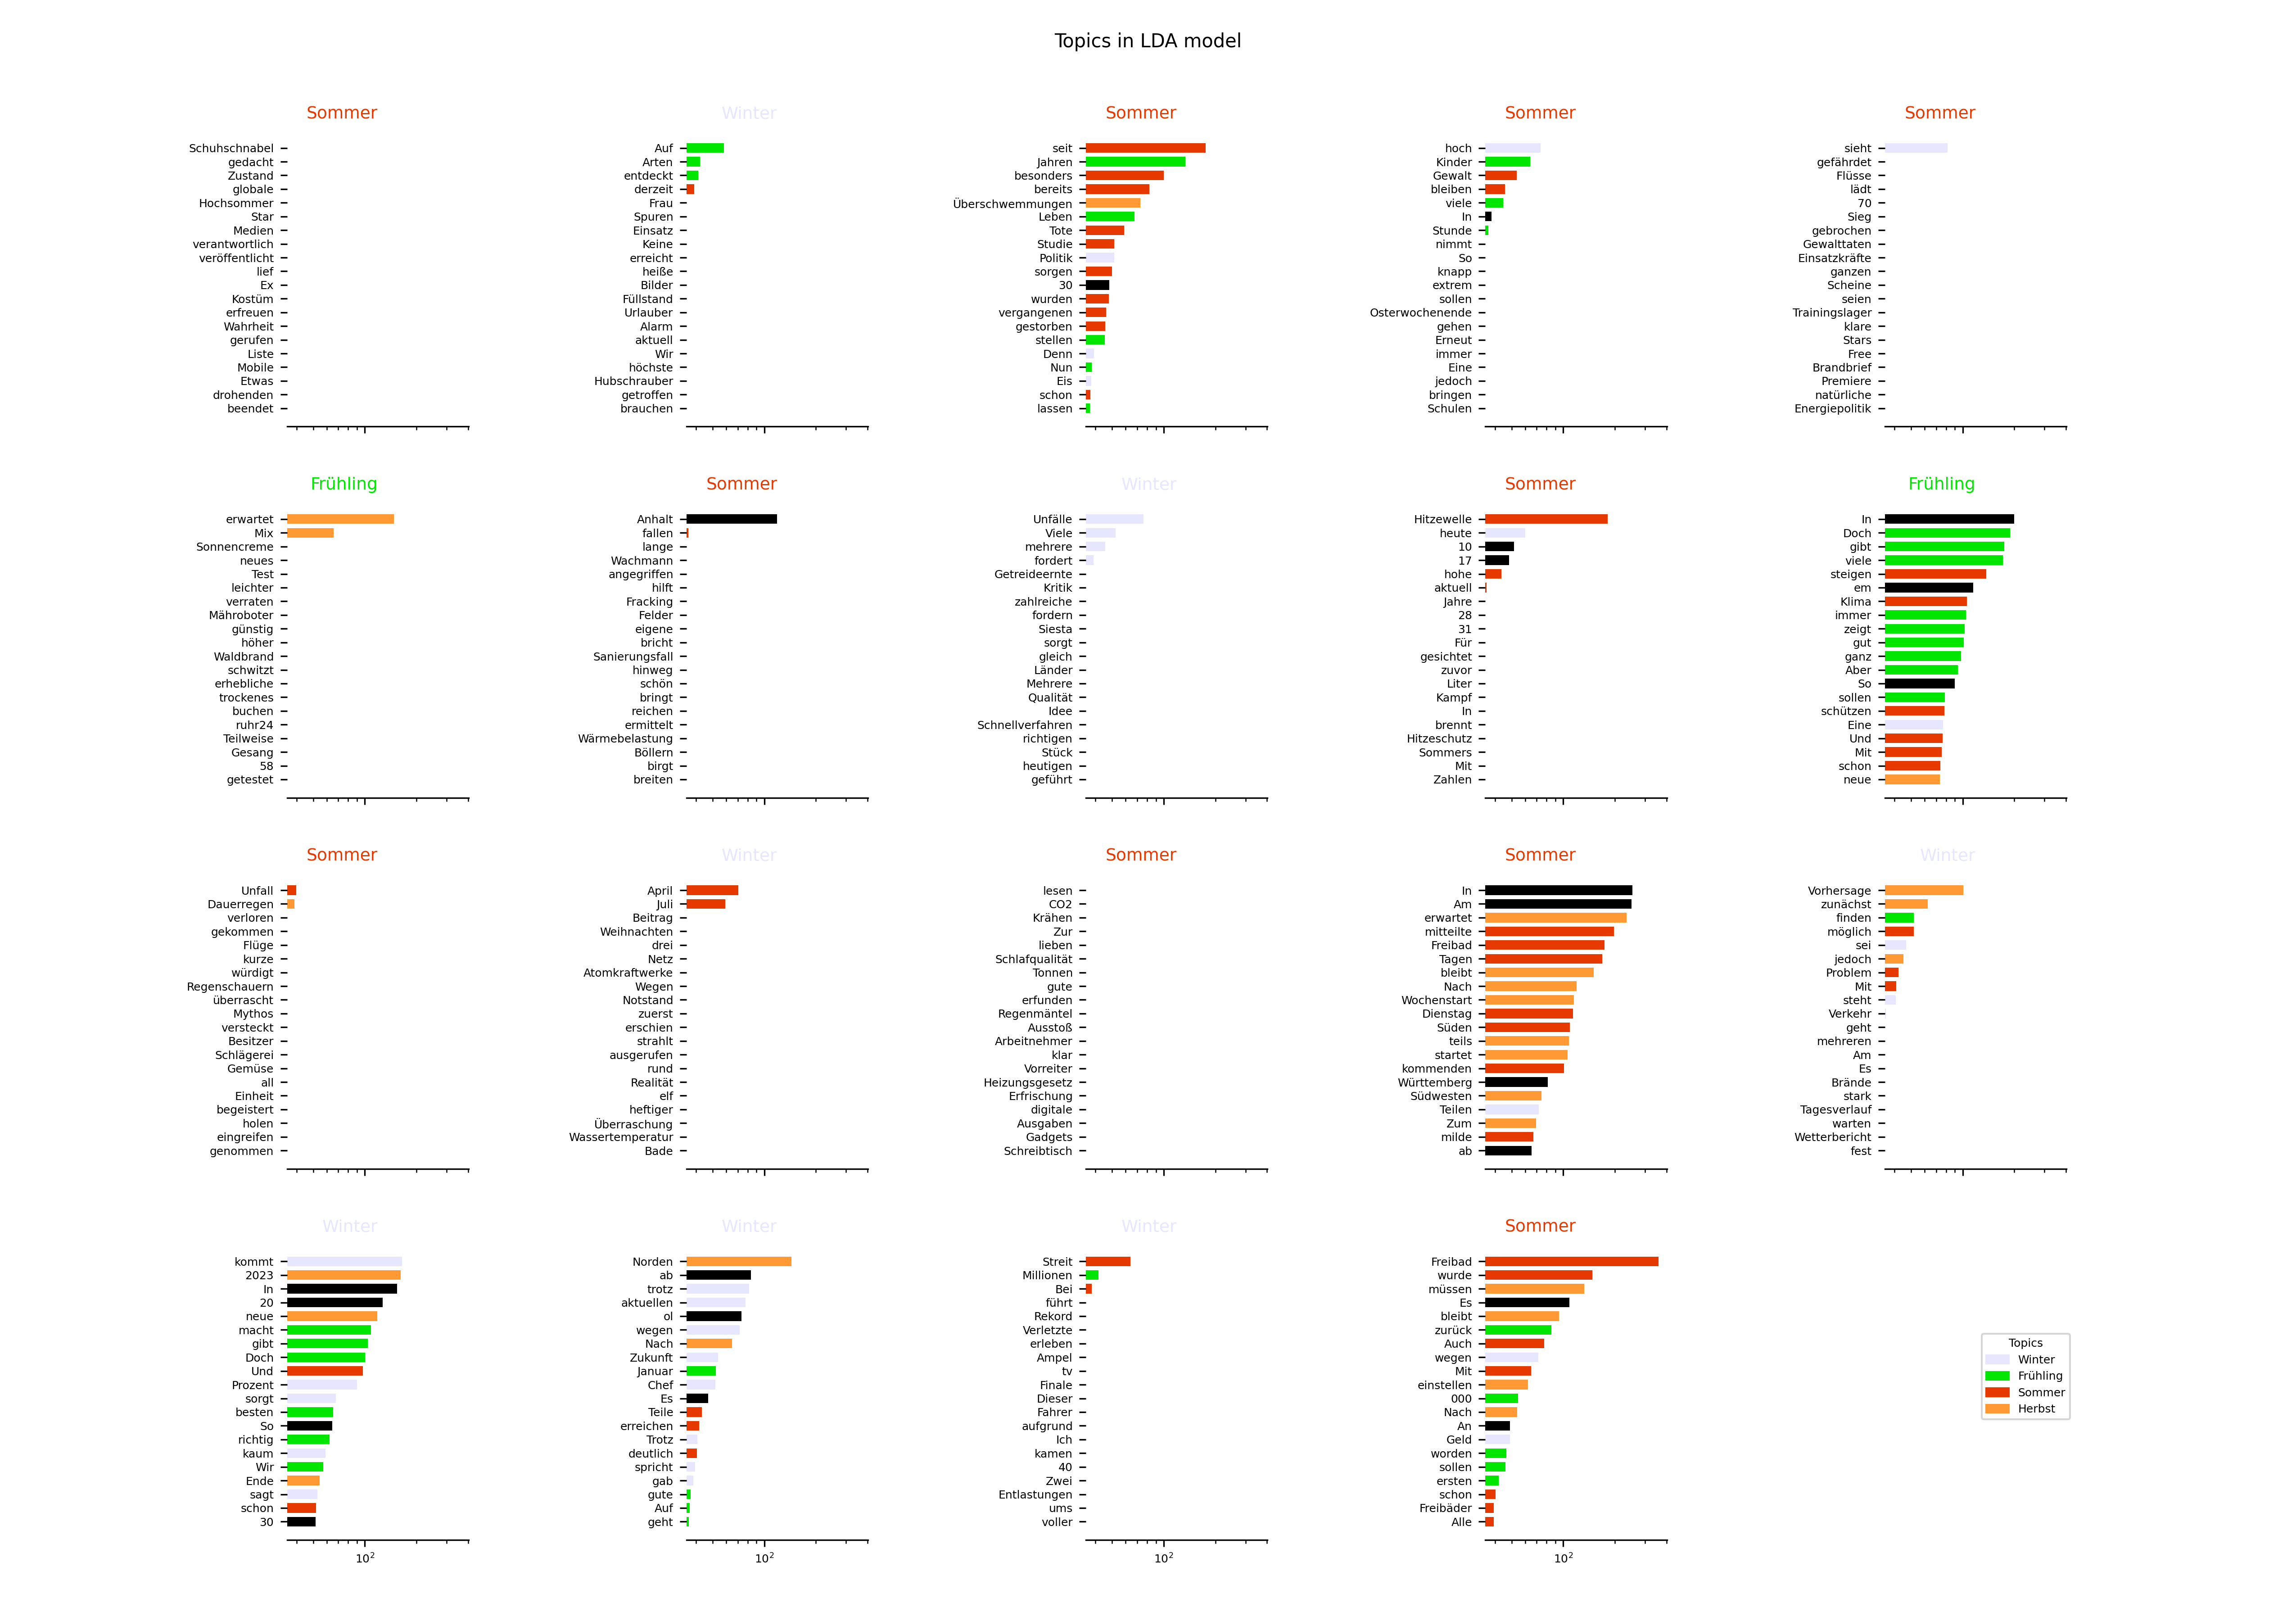 Topics in LDA model
Sommer
Schuhschnabel
gedacht
Zustand
globale
Hochsommer
Star
Medien
verantwortlich
veröffentlicht
lief
Ex
Kostüm
erfreuen
Wahrheit
gerufen
Liste
Mobile
Etwas
drohenden
beendet
Winter
Auf
Arten
entdeckt
derzeit
Frau
Spuren
Einsatz
Keine
erreicht
heiße
Bilder
Füllstand
Urlauber
Alarm
aktuell
Wir
höchste
Hubschrauber
getroffen
brauchen
Sommer
seit
Jahren
besonders
bereits
Überschwemmungen
Leben
Tote
Studie
Politik
sorgen
30
wurden
vergangenen
gestorben
stellen
Denn
Nun
Eis
schon
lassen
Sommer
hoch
Kinder
Gewalt
bleiben
viele
In
Stunde
nimmt
So
knapp
extrem
sollen
Osterwochenende
gehen
Erneut
immer
Eine
jedoch
bringen
Schulen
Sommer
sieht
gefährdet
Flüsse
lädt
70
Sieg
gebrochen
Gewalttaten
Einsatzkräfte
ganzen
Scheine
seien
Trainingslager
klare
Stars
Free
Brandbrief
Premiere
natürliche
Energiepolitik
Frühling
erwartet
Mix
Sonnencreme
neues
Test
leichter
verraten
Mähroboter
günstig
höher
Waldbrand
schwitzt
erhebliche
trockenes
buchen
ruhr24
Teilweise
Gesang
58
getestet
Sommer
Anhalt
fallen
lange
Wachmann
angegriffen
hilft
Fracking
Felder
eigene
bricht
Sanierungsfall
hinweg
schön
bringt
reichen
ermittelt
Wärmebelastung
Böllern
birgt
breiten
Winter
Unfälle
Viele
mehrere
fordert
Getreideernte
Kritik
zahlreiche
fordern
Siesta
sorgt
gleich
Länder
Mehrere
Qualität
Idee
Schnellverfahren
richtigen
Stück
heutigen
geführt
Sommer
Hitzewelle
heute
10
17
hohe
aktuell
Jahre
28
31
Für
gesichtet
zuvor
Liter
Kampf
In
brennt
Hitzeschutz
Sommers
Mit
Zahlen
Frühling
In
Doch
gibt
viele
steigen
em
Klima
immer
zeigt
gut
ganz
Aber
So
sollen
schützen
Eine
Und
Mit
schon
neue
Sommer
Unfall
Dauerregen
verloren
gekommen
Flüge
kurze
würdigt
Regenschauern
überrascht
Mythos
versteckt
Besitzer
Schlägerei
Gemüse
all
Einheit
begeistert
holen
eingreifen
genommen
Winter
April
Juli
Beitrag
Weihnachten
drei
Netz
Atomkraftwerke
Wegen
Notstand
zuerst
erschien
strahlt
ausgerufen
rund
Realität
elf
heftiger
Überraschung
Wassertemperatur
Bade
Sommer
lesen
CO2
Krähen
Zur
lieben
Schlafqualität
Tonnen
gute
erfunden
Regenmäntel
Ausstoß
Arbeitnehmer
klar
Vorreiter
Heizungsgesetz
Erfrischung
digitale
Ausgaben
Gadgets
Schreibtisch
Sommer
In
Am
erwartet
mitteilte
Freibad
Tagen
bleibt
Nach
Wochenstart
Dienstag
Süden
teils
startet
kommenden
Württemberg
Südwesten
Teilen
Zum
milde
ab
Winter
Vorhersage
zunächst
finden
möglich
sei
jedoch
Problem
Mit
steht
Verkehr
geht
mehreren
Am
Es
Brände
stark
Tagesverlauf
warten
Wetterbericht
fest
Winter
kommt
2023
In
20
neue
macht
gibt
Doch
Und
Prozent
sorgt
besten
So
richtig
kaum
Wir
Ende
sagt
schon
30
10²
Winter
Norden
ab
trotz
aktuellen
ol
wegen
Nach
Zukunft
Januar
Chef
Es
Teile
erreichen
Trotz
deutlich
spricht
gab
gute
Auf
geht
10²
Winter
Streit
Millionen
Bei
führt
Rekord
Verletzte
erleben
Ampel
tv
Finale
Dieser
Fahrer
aufgrund
Ich
kamen
40
Zwei
Entlastungen
ums
voller
10²
Sommer
Freibad
wurde
müssen
Es
bleibt
zurück
Auch
wegen
Mit
einstellen
000
Nach
An
Geld
worden
sollen
ersten
schon
Freibäder
Alle
10²
Topics
Winter
Frühling
Sommer
Herbst